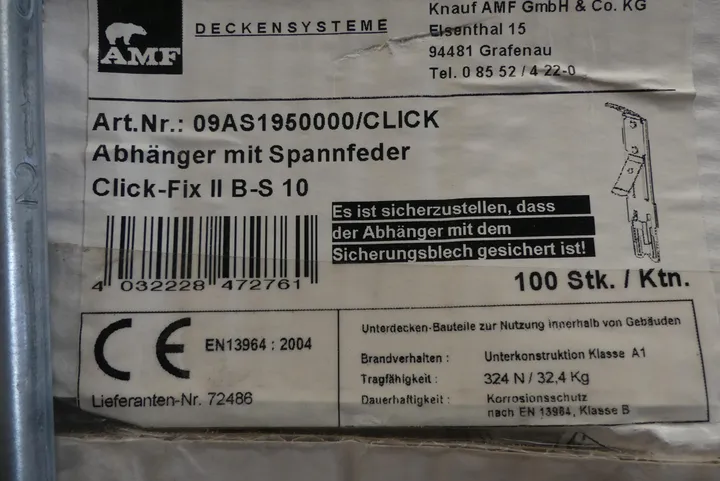 AMF
DECKENSYSTEME
Knauf AMF GmbH & Co. KG
Elsenthal 15
94481 Grafenau
Tel. 0 85 52 / 4 22-0
Art.Nr.: 09AS1950000/CLICK
Abhänger mit Spannfeder
Click-Fix II B-S 10
Es ist sicherzustellen, dass
der Abhänger mit dem
Sicherungsblech gesichert ist!
4 032228 472761
100 Stk. / Ktn.
CE EN13964 : 2004
Lieferanten-Nr. 72486
Unterdecken-Bauteile zur Nutzung innerhalb von Gebäuden
Brandverhalten : Unterkonstruktion Klasse A1
Tragfähigkeit : 324 N / 32,4 Kg
Dauerhaftigkeit : Korrosionsschutz
nach EN 13964, Klasse B